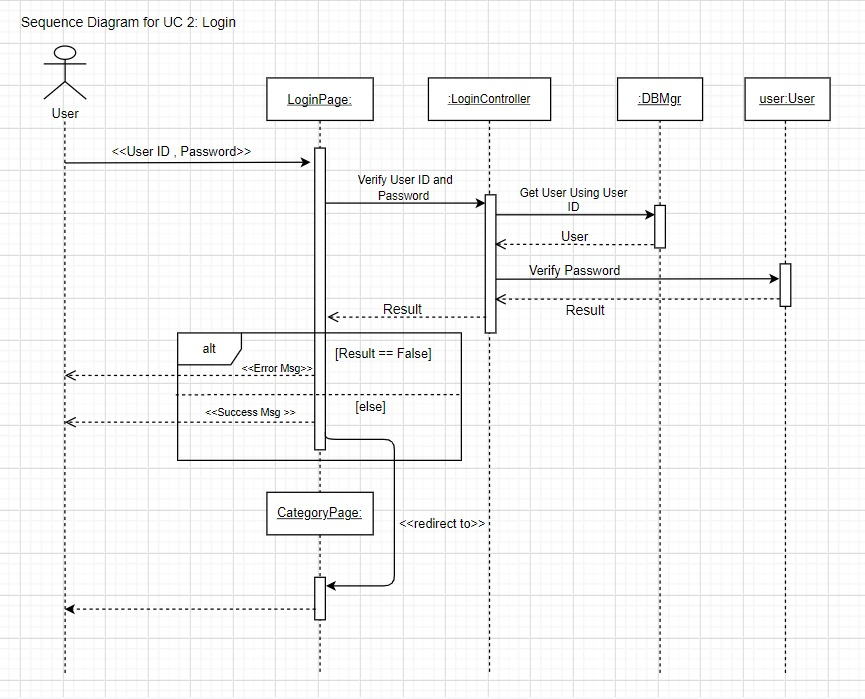 Sequence Diagram for UC 2: Login
User
LoginPage:
:LoginController
:DBMgr
user:User
<<User ID , Password>>
Verify User ID and
Password
Get User Using User
ID
User
Verify Password
Result
Result
alt
[Result == False]
<<Error Msg>>
[else]
<<Success Msg >>
CategoryPage:
<<redirect to>>